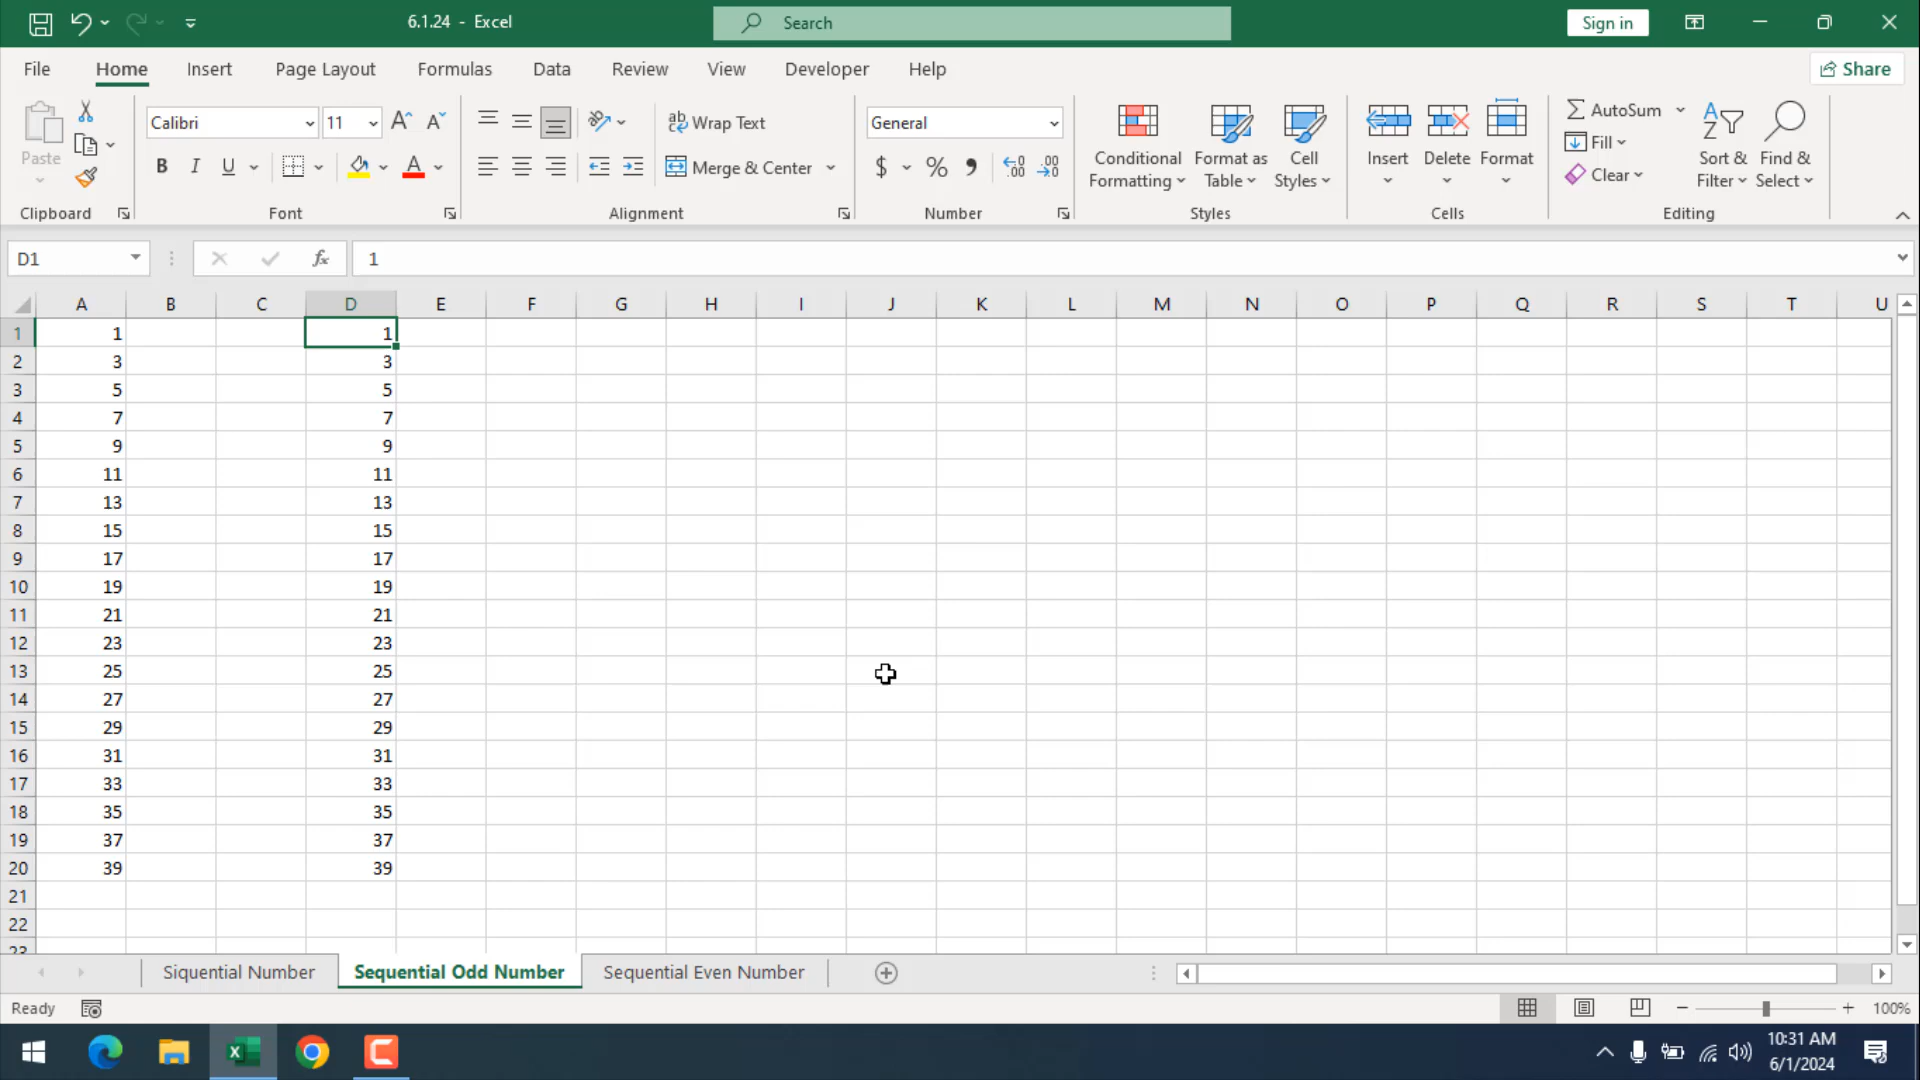 6.1.24 - Excel
Search
Sign in
File Home Insert Page Layout Formulas Data Review View Developer Help
Share
Paste
Clipboard
Calibri 11
B I U
Font
ab Wrap Text
Merge & Center
Alignment
General
$ % ,
Number
Conditional Formatting
Format as Table
Cell Styles
Styles
Insert Delete Format
Cells
AutoSum
Fill
Clear
Sort & Filter
Find & Select
Editing
D1 fx 1
A B C D E F G H I J K L M N O P Q R S T U
1 1 1
2 3 3
3 5 5
4 7 7
5 9 9
6 11 11
7 13 13
8 15 15
9 17 17
10 19 19
11 21 21
12 23 23
13 25 25
14 27 27
15 29 29
16 31 31
17 33 33
18 35 35
19 37 37
20 39 39
21
22
23
Siquential Number Sequential Odd Number Sequential Even Number
Ready 100%
10:31 AM
6/1/2024